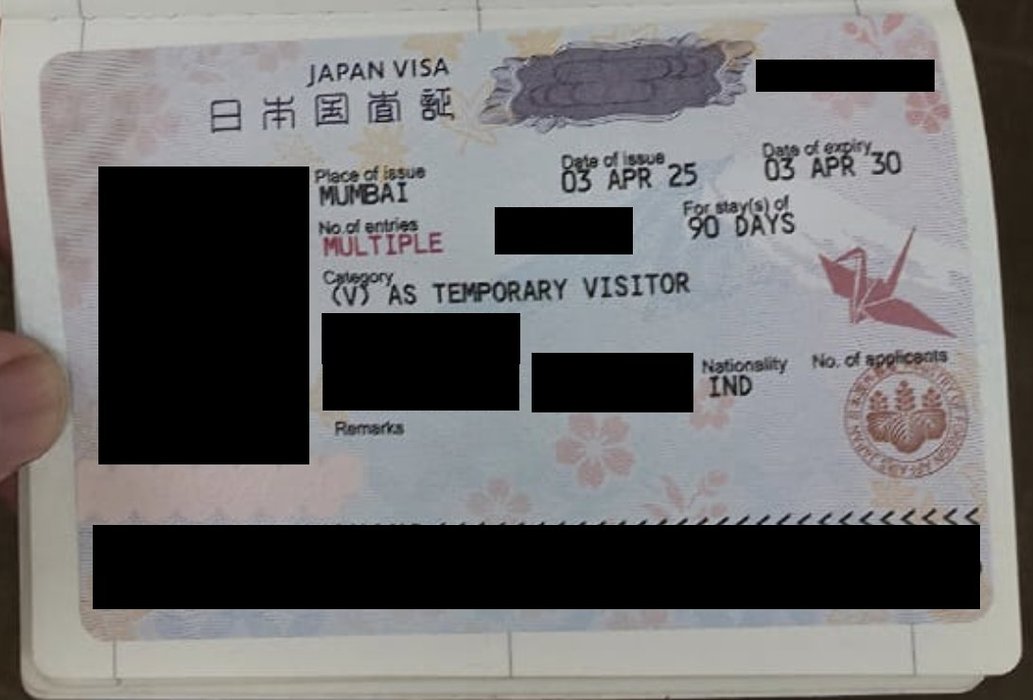 JAPAN VISA
日本国査証
Place of issue
MUMBAI
Date of issue
03 APR 25
Date of expiry
03 APR 30
No.of entries
MULTIPLE
For stay(s) of
90 DAYS
Category
(V) AS TEMPORARY VISITOR
Nationality
IND
No. of applicants
Remarks
<<<<<<<<<<<<<<<<<<<<